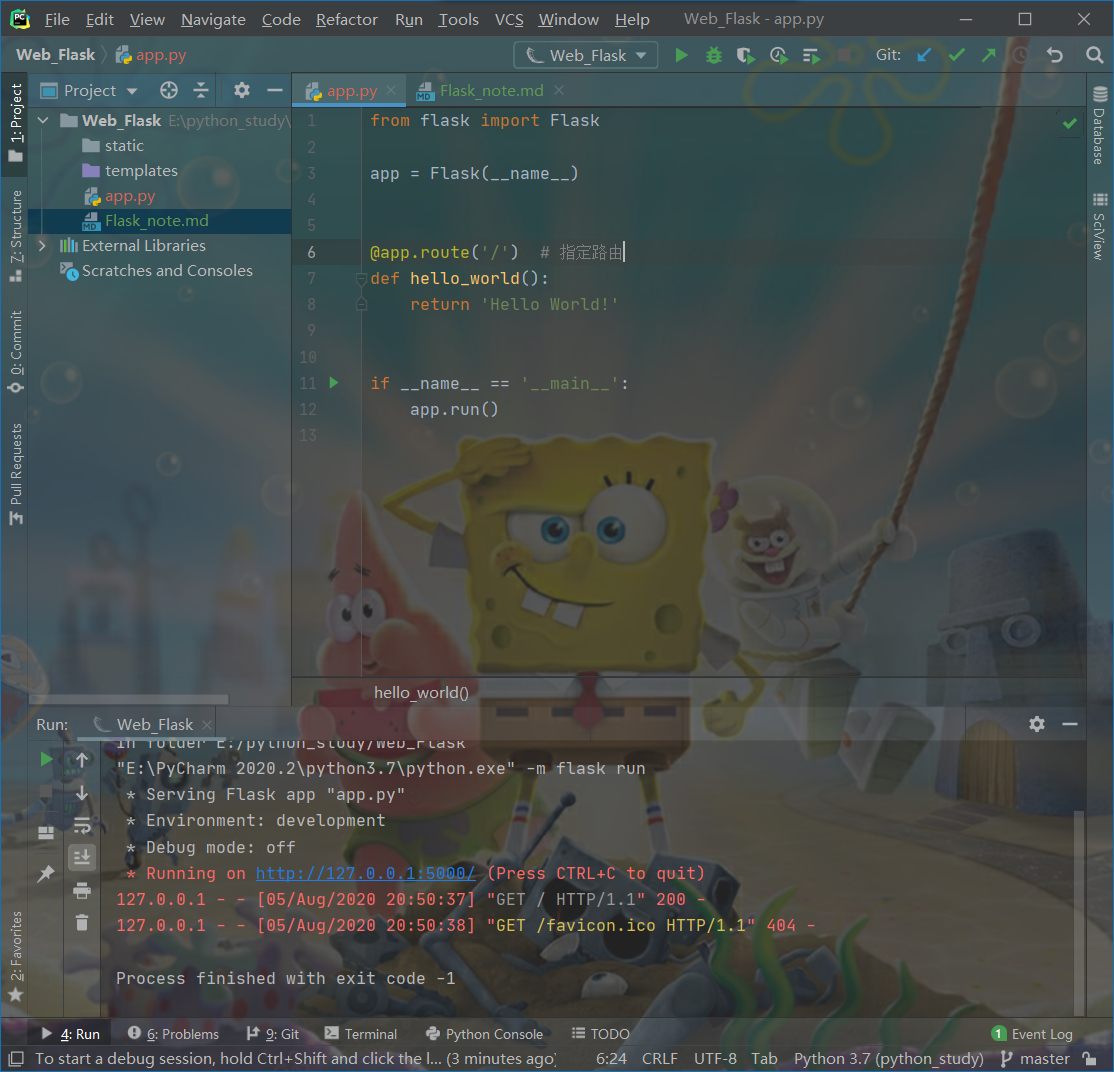 PC File Edit View Navigate Code Refactor Run Tools VCS Window Help Web_Flask - app.py
Web_Flask app.py Web_Flask Git:
1: Project
Project
Web_Flask E:\python_study\
static
templates
app.py
Flask_note.md
External Libraries
Scratches and Consoles
7: Structure
0: Commit
Pull Requests
2: Favorites
app.py Flask_note.md
1 from flask import Flask
2
3 app = Flask(__name__)
4
5
6 @app.route('/')  # 指定路由
7 def hello_world():
8     return 'Hello World!'
9
10
11 if __name__ == '__main__':
12     app.run()
13
hello_world()
Database
SciView
Run: Web_Flask
In folder E:/python_study/Web_Flask
"E:\PyCharm 2020.2\python3.7\python.exe" -m flask run
* Serving Flask app "app.py"
* Environment: development
* Debug mode: off
* Running on http://127.0.0.1:5000/ (Press CTRL+C to quit)
127.0.0.1 - - [05/Aug/2020 20:50:37] "GET / HTTP/1.1" 200 -
127.0.0.1 - - [05/Aug/2020 20:50:38] "GET /favicon.ico HTTP/1.1" 404 -
Process finished with exit code -1
4: Run 6: Problems 9: Git Terminal Python Console TODO 1 Event Log
To start a debug session, hold Ctrl+Shift and click the l... (3 minutes ago) 6:24 CRLF UTF-8 Tab Python 3.7 (python_study) master